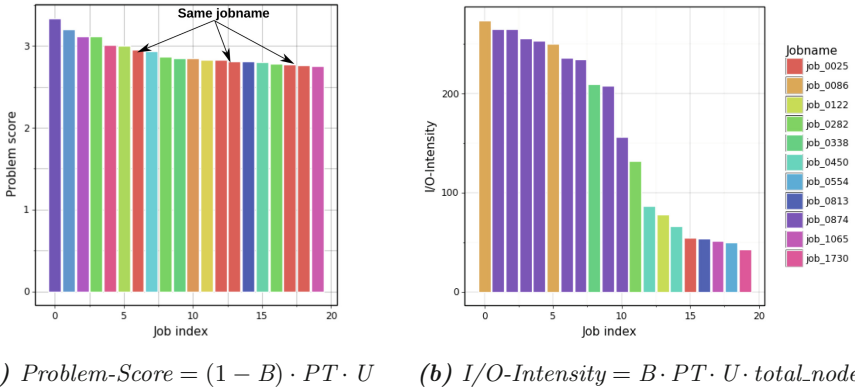 Same jobname
3
2
1
0
Problem score
0
5
10
15
20
Job index
200
100
0
I/O-Intensity
0
5
10
15
20
Job index
Jobname
job_0025
job_0086
job_0122
job_0282
job_0338
job_0450
job_0554
job_0813
job_0874
job_1065
job_1730
) Problem-Score = (1 − B) · PT · U
(b) I/O-Intensity = B · PT · U · total_node